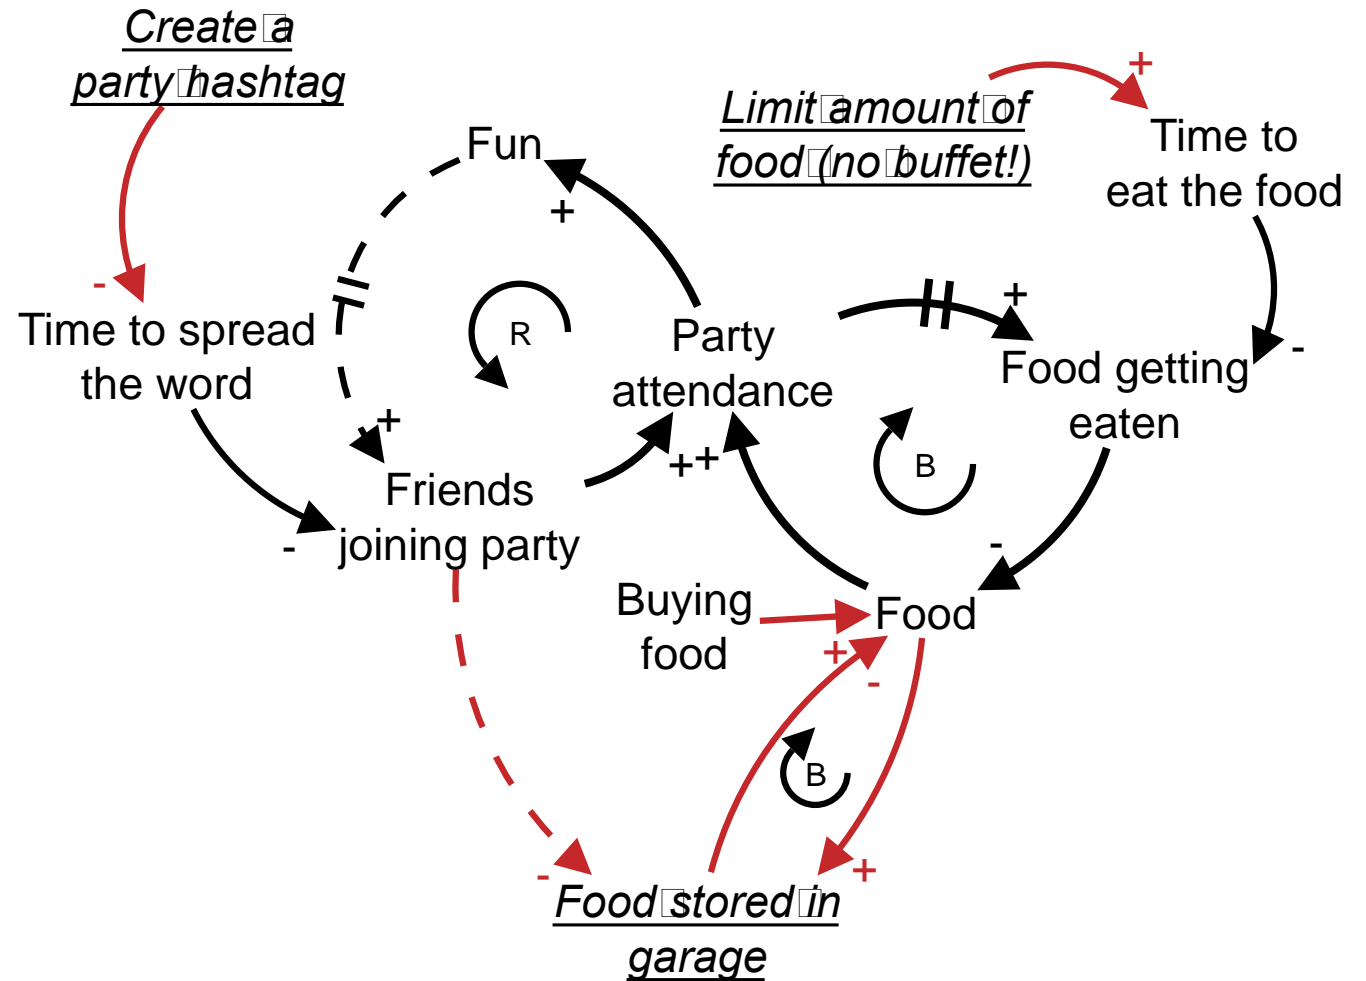 Create a
party hashtag
Limit amount of
food (no buffet!)
+
Time to
eat the food
Fun
+
-
+
Time to spread
the word
R
Party
attendance
Food getting
eaten
-
+
++
B
Friends
joining party
-
-
Buying
food
Food
+
-
B
-
+
Food stored in
garage